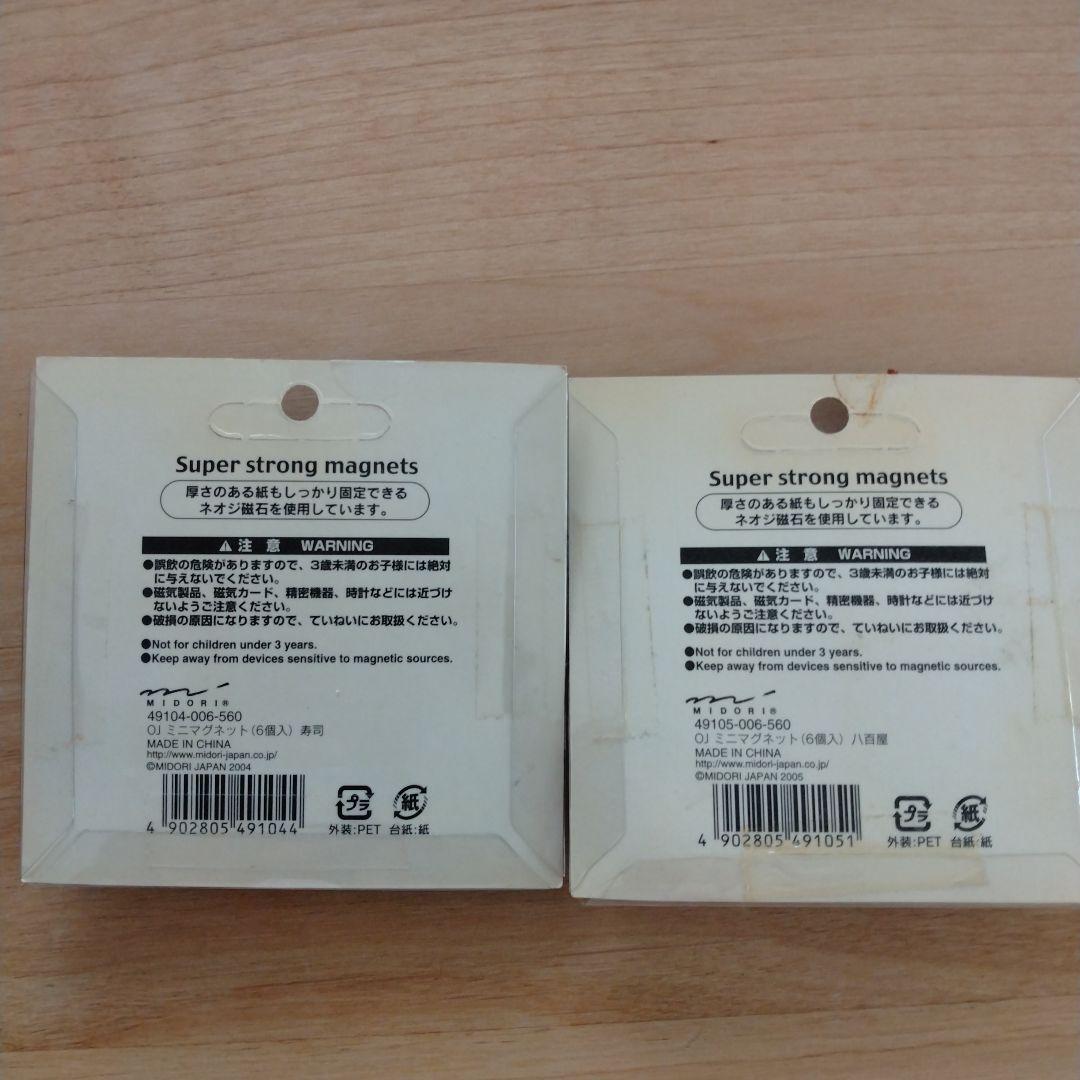 Super strong magnets
厚さのある紙もしっかり固定できる
ネオジ磁石を使用しています。
注意 WARNING
●誤飲の危険がありますので、3歳未満のお子様には絶対
に与えないでください。
●磁気製品、磁気カード、精密機器、時計などには近づけ
ないようご注意ください。
●破損の原因になりますので、ていねいにお取扱ください。
●Not for children under 3 years.
●Keep away from devices sensitive to magnetic sources.
MIDORI®
49104-006-560
OJ ミニマグネット(6個入) 寿司
MADE IN CHINA
http://www.midori-japan.co.jp/
©MIDORI JAPAN 2004
4 902805 491044
プラ
外装:PET
紙
台紙:紙
Super strong magnets
厚さのある紙もしっかり固定できる
ネオジ磁石を使用しています。
注意 WARNING
●誤飲の危険がありますので、3歳未満のお子様には絶対
に与えないでください。
●磁気製品、磁気カード、精密機器、時計などには近づけ
ないようご注意ください。
●破損の原因になりますので、ていねいにお取扱ください。
●Not for children under 3 years.
●Keep away from devices sensitive to magnetic sources.
MIDORI®
49105-006-560
OJ ミニマグネット(6個入) 八百屋
MADE IN CHINA
http://www.midori-japan.co.jp/
©MIDORI JAPAN 2005
4 902805 491051
プラ
外装:PET
紙
台紙:紙